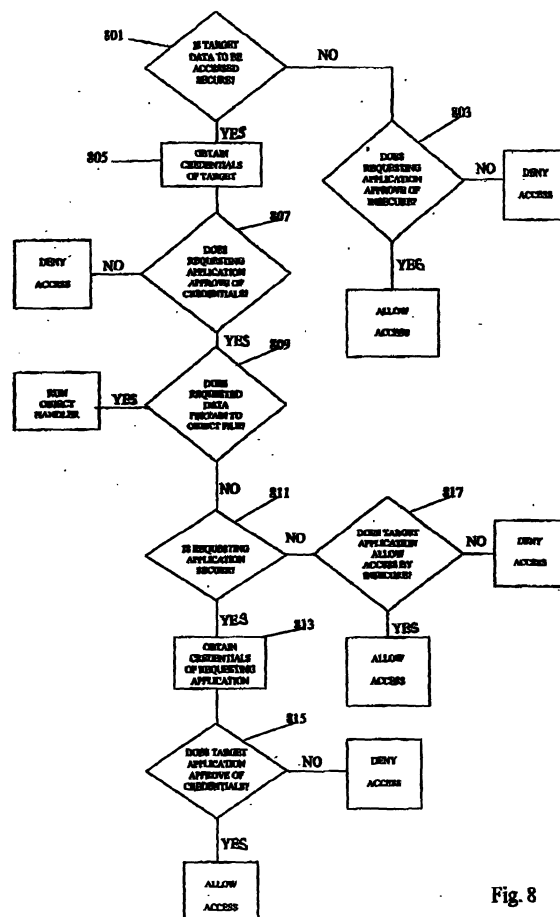 801
IS TARGET
DATA TO BE
ACCESSED
SECURE?
NO
803
YES
805
OBTAIN
CREDENTIALS
OF TARGET
DOES
REQUESTING
APPLICATION
APPROVE OF
INSECURE?
NO
DENY
ACCESS
807
DOES
REQUESTING
APPLICATION
APPROVE OF
CREDENTIALS?
NO
DENY
ACCESS
YES
ALLOW
ACCESS
YES
809
DOES
REQUESTED
DATA
PERTAIN TO
OBJECT FILE?
YES
RUN
OBJECT
HANDLER
NO
811
817
IS REQUESTING
APPLICATION
SECURE?
NO
DOES TARGET
APPLICATION
ALLOW
ACCESS BY
INSECURE?
NO
DENY
ACCESS
YES
813
OBTAIN
CREDENTIALS
OF REQUESTING
APPLICATION
YES
ALLOW
ACCESS
815
DOES TARGET
APPLICATION
APPROVE OF
CREDENTIALS?
NO
DENY
ACCESS
YES
ALLOW
ACCESS
Fig. 8